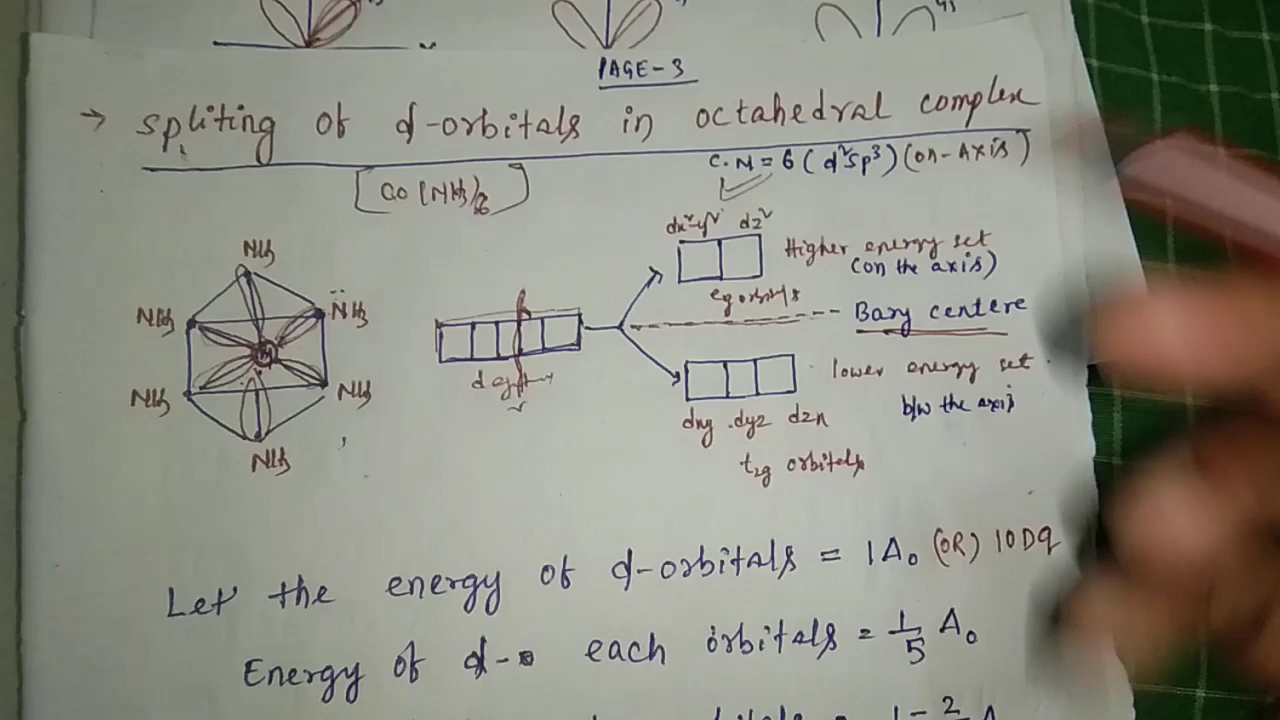 PAGE-3
→ spliting of d-orbitals in octahedral complex
C.N = 6 (d²sp³) (on-Axis)
[Co(NH3)6]
dx²-y² dz²
NH3
Higher energy set
(on the axis)
NH3
NH3
eg orbitals
Bary centere
lower energy set
NH3
NH3
b/w the axis
dxy dyz dzx
NH3
t2g orbitals
Let the energy of d-orbitals = 1Δ0 (OR) 10Dq
Energy of d- each orbitals = 1/5 Δ0